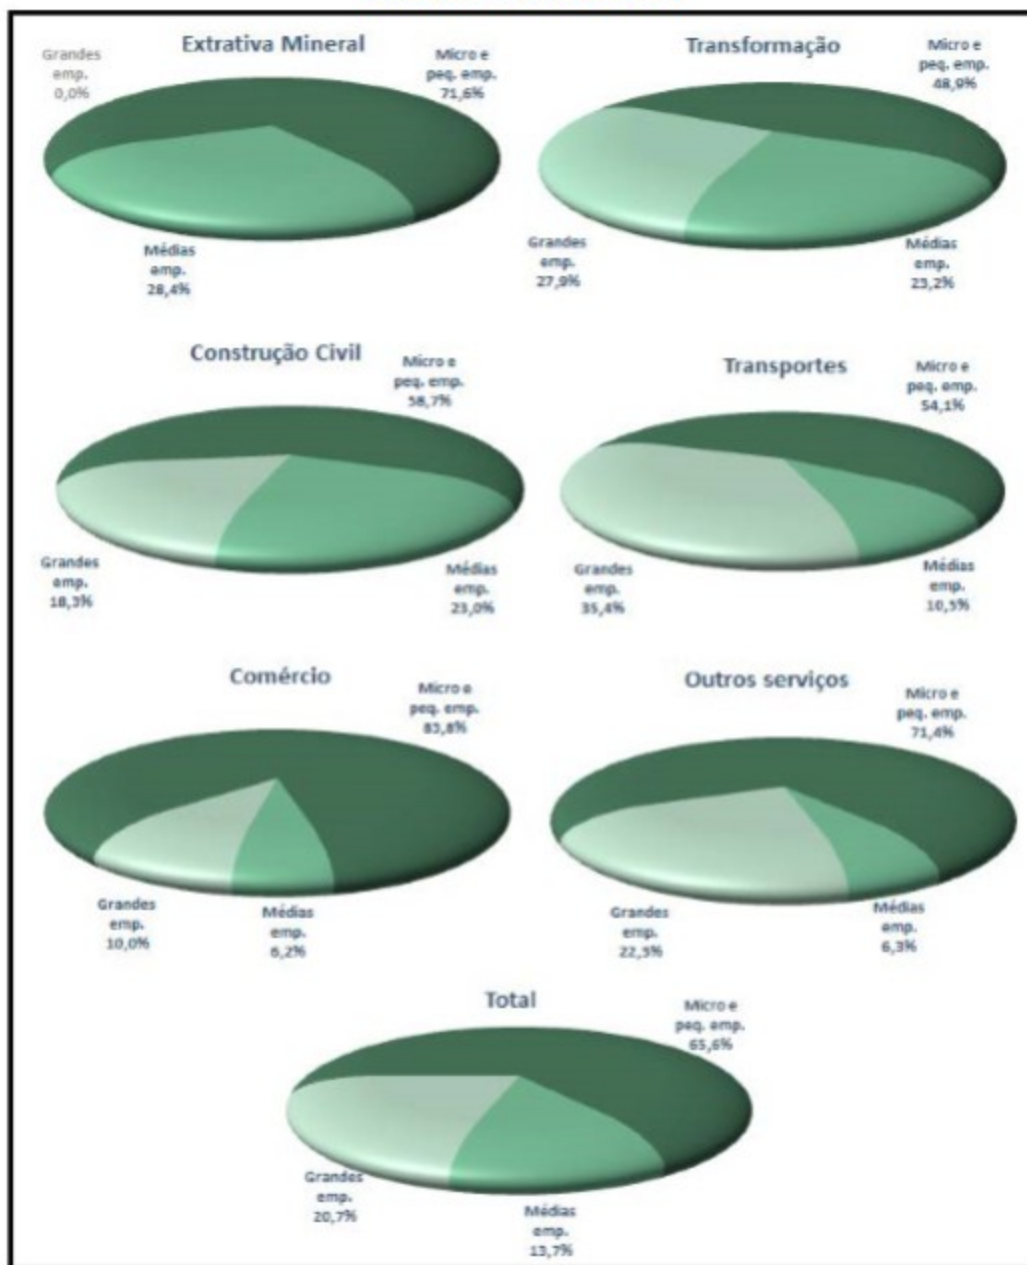 Extrativa Mineral
Grandes
emp.
0,0%
Micro e
peq. emp.
71,6%
Médias
emp.
28,4%
Transformação
Micro e
peq. emp.
48,9%
Grandes
emp.
27,9%
Médias
emp.
23,2%
Construção Civil
Micro e
peq. emp.
58,7%
Grandes
emp.
18,3%
Médias
emp.
23,0%
Transportes
Micro e
peq. emp.
54,1%
Grandes
emp.
35,4%
Médias
emp.
10,5%
Comércio
Micro e
peq. emp.
83,8%
Grandes
emp.
10,0%
Médias
emp.
6,2%
Outros serviços
Micro e
peq. emp.
71,4%
Grandes
emp.
22,3%
Médias
emp.
6,3%
Total
Micro e
peq. emp.
65,6%
Grandes
emp.
20,7%
Médias
emp.
13,7%